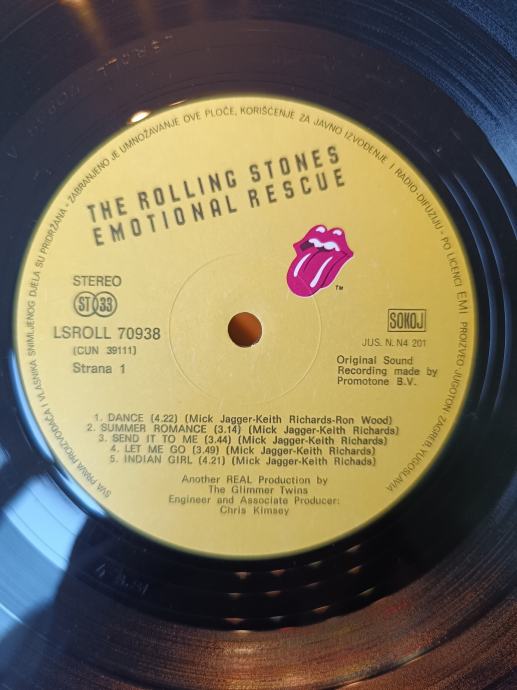 SVA PRAVA PROIZVOĐAČA I VLASNIKA SNIMLJENOG DJELA SU PRIDRŽANA - ZABRANJENO JE UMNOŽAVANJE OVE PLOČE, KORIŠĆENJE ZA JAVNO IZVOĐENJE I RADIO-DIFUZIJU - PO LICENCI EMI PROIZVEO JUGOTON ZAGREB YUGOSLAVIA
THE ROLLING STONES
EMOTIONAL RESCUE
TM
STEREO
ST 33
LSROLL 70938
(CUN 39111)
Strana 1
SOKOJ
JUS. N. N4 201
Original Sound
Recording made by
Promotone B.V.
1. DANCE (4.22) (Mick Jagger-Keith Richards-Ron Wood)
2. SUMMER ROMANCE (3.14) (Mick Jagger-Keith Richards)
3. SEND IT TO ME (3.44) (Mick Jagger-Keith Richards)
4. LET ME GO (3.49) (Mick Jagger-Keith Richards)
5. INDIAN GIRL (4.21) (Mick Jagger-Keith Richads)
Another REAL Production by
The Glimmer Twins
Engineer and Associate Producer:
Chris Kimsey